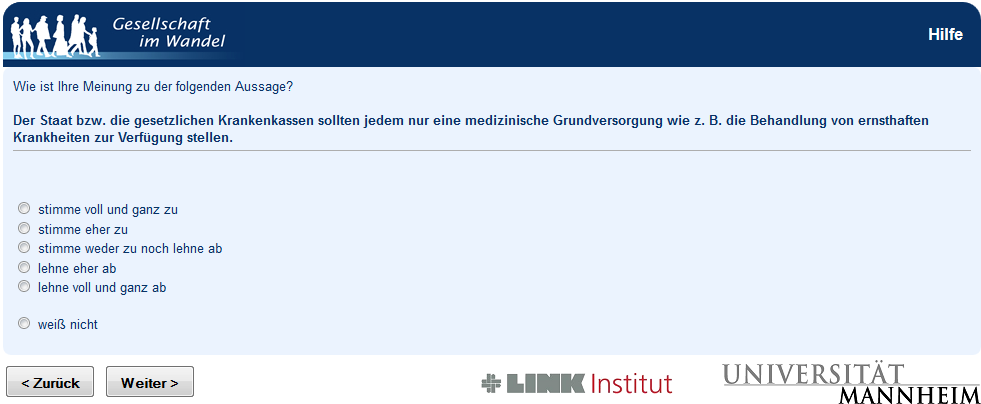 Gesellschaft
im Wandel
Hilfe
Wie ist Ihre Meinung zu der folgenden Aussage?
Der Staat bzw. die gesetzlichen Krankenkassen sollten jedem nur eine medizinische Grundversorgung wie z. B. die Behandlung von ernsthaften
Krankheiten zur Verfügung stellen.
stimme voll und ganz zu
stimme eher zu
stimme weder zu noch lehne ab
lehne eher ab
lehne voll und ganz ab
weiß nicht
< Zurück Weiter >
LINK Institut
UNIVERSITÄT
MANNHEIM